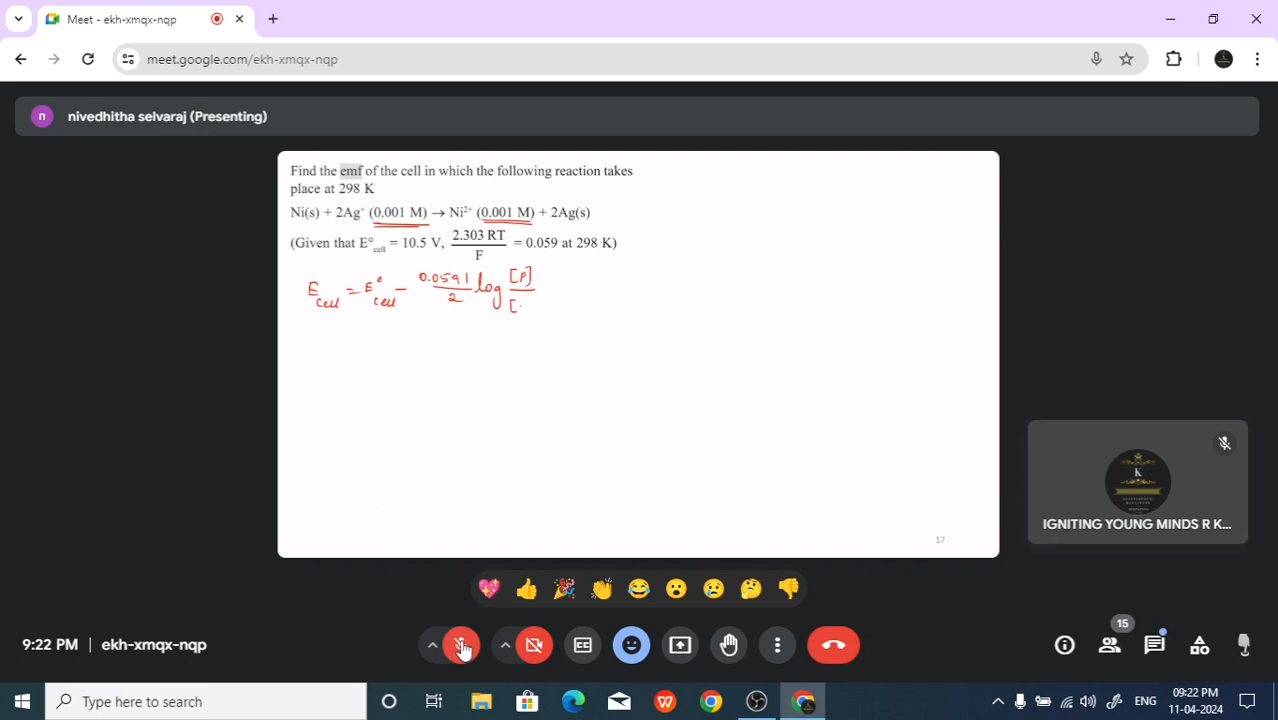 Meet - ekh-xmqx-nqp
meet.google.com/ekh-xmqx-nqp
n nivedhitha selvaraj (Presenting)
Find the emf of the cell in which the following reaction takes
place at 298 K
Ni(s) + 2Ag⁺ (0.001 M) → Ni²⁺ (0.001 M) + 2Ag(s)
(Given that E°cell = 10.5 V, 2.303 RT / F = 0.059 at 298 K)
E cell = E° cell − 0.0591 / 2 log [P] / [
17
K
IGNITING YOUNG MINDS R K...
9:22 PM | ekh-xmqx-nqp
15
Type here to search
ENG
09:22 PM
11-04-2024